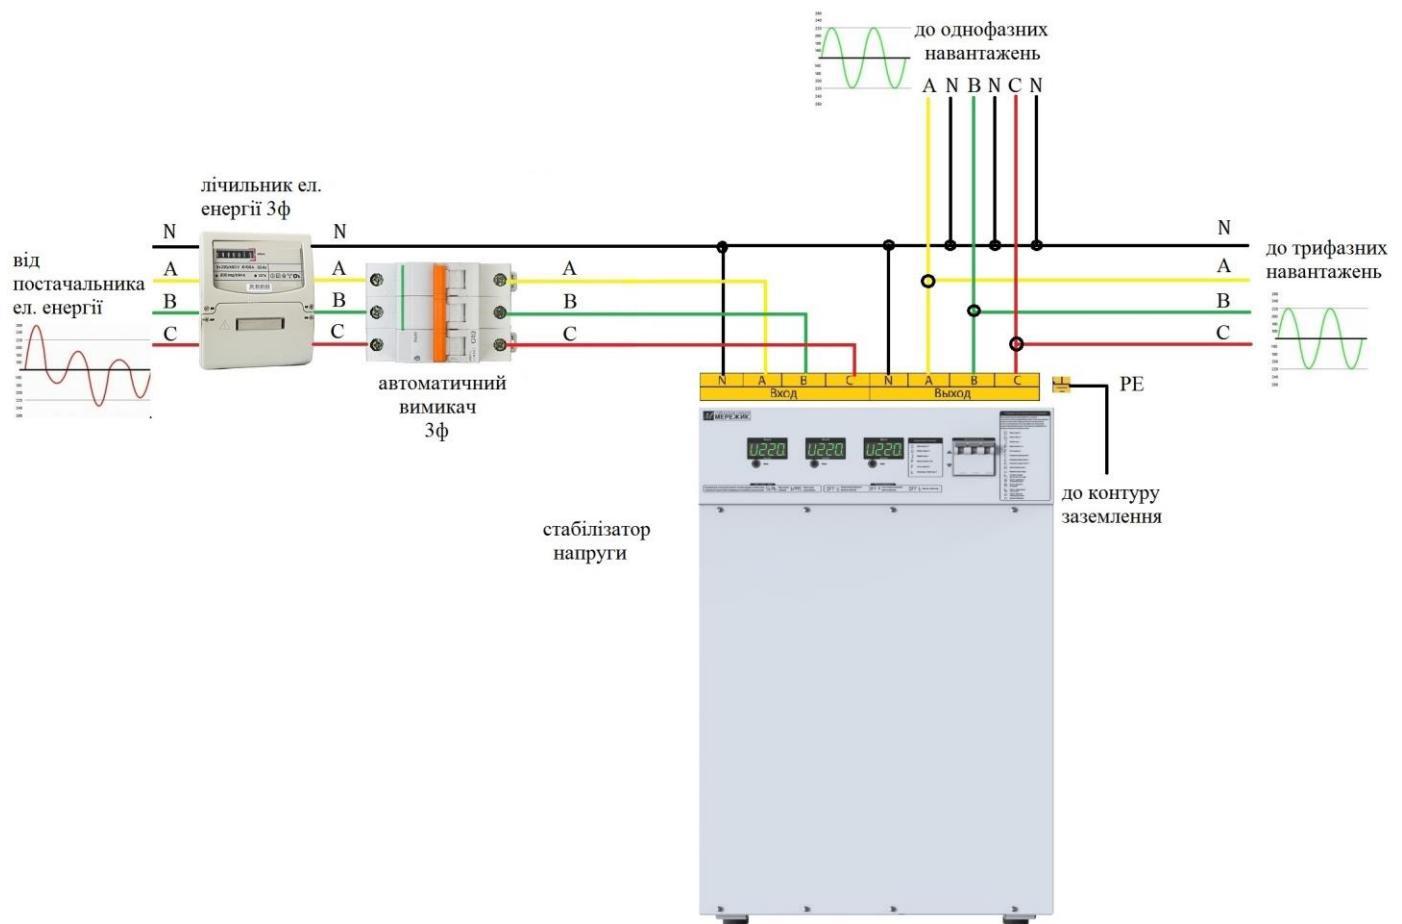 до однофазних
навантажень
A N B N C N
лічильник ел.
енергії 3ф
N
N
N
від
постачальника
ел. енергії
A
A
A
A
до трифазних
навантажень
B
B
B
B
C
C
C
C
автоматичний
вимикач
3ф
N A B C N A B C
Вход Выход
PE
МЕРЕЖИК
U220 U220 U220
до контуру
заземлення
стабілізатор
напруги